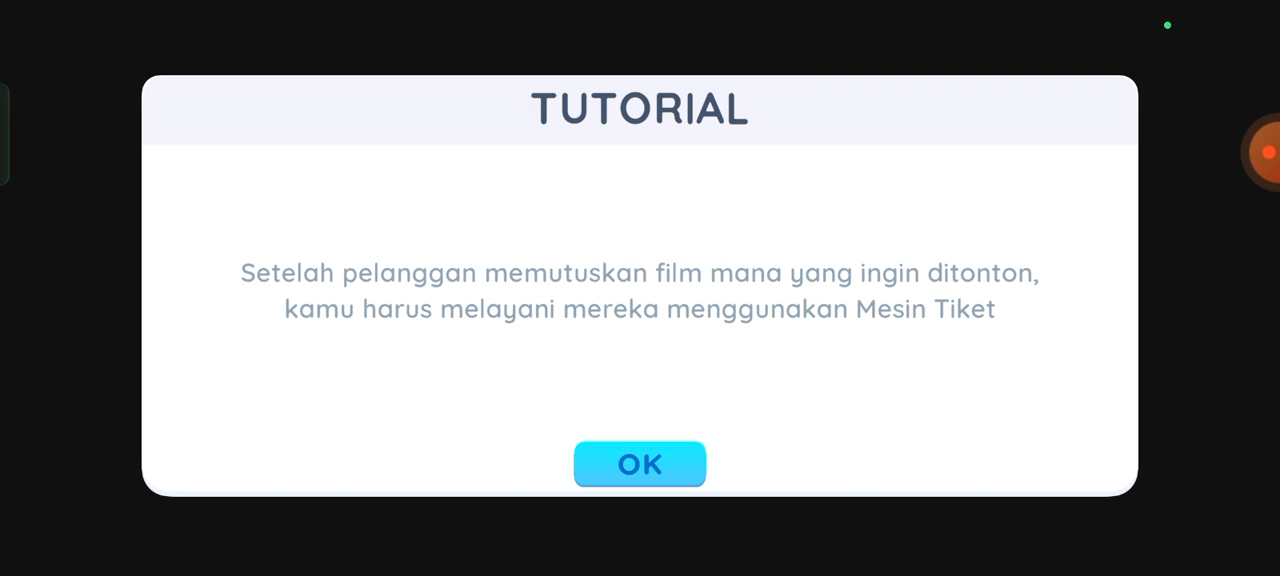 TUTORIAL
Setelah pelanggan memutuskan film mana yang ingin ditonton,
kamu harus melayani mereka menggunakan Mesin Tiket
OK